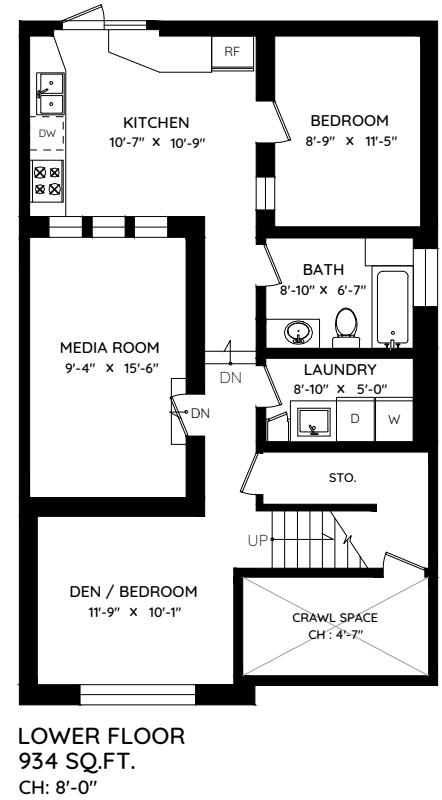 RF
KITCHEN
10'-7" x 10'-9"
BEDROOM
8'-9" x 11'-5"
DW
BATH
8'-10" x 6'-7"
MEDIA ROOM
9'-4" x 15'-6"
DN
LAUNDRY
8'-10" x 5'-0"
DN
D
W
STO.
UP
DEN / BEDROOM
11'-9" x 10'-1"
CRAWL SPACE
CH : 4'-7"
LOWER FLOOR
934 SQ.FT.
CH: 8'-0"